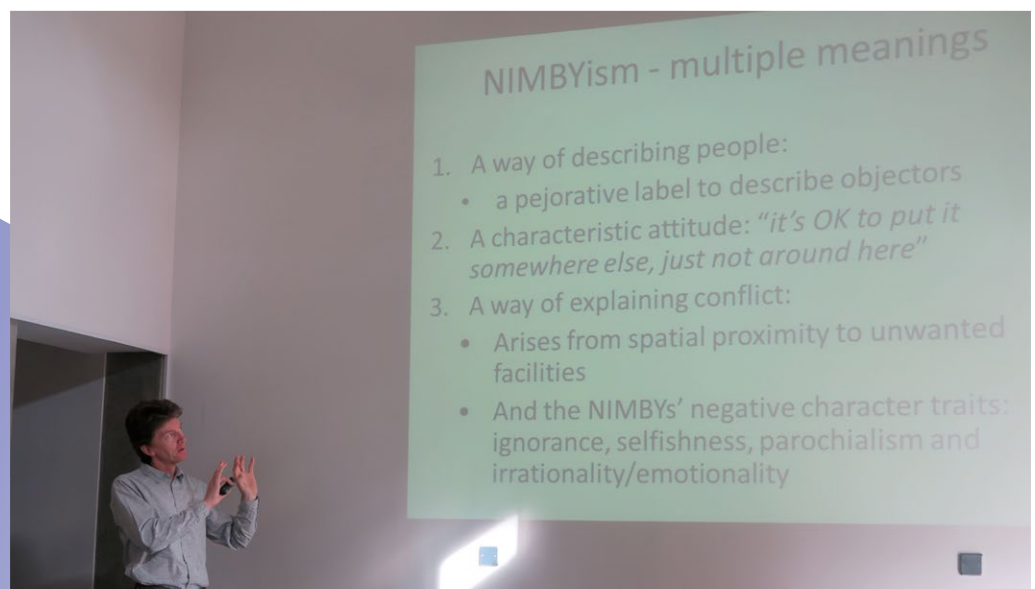 NIMBYism - multiple meanings
1. A way of describing people:
• a pejorative label to describe objectors
2. A characteristic attitude: “it’s OK to put it
somewhere else, just not around here”
3. A way of explaining conflict:
• Arises from spatial proximity to unwanted
facilities
• And the NIMBYs’ negative character traits:
ignorance, selfishness, parochialism and
irrationality/emotionality